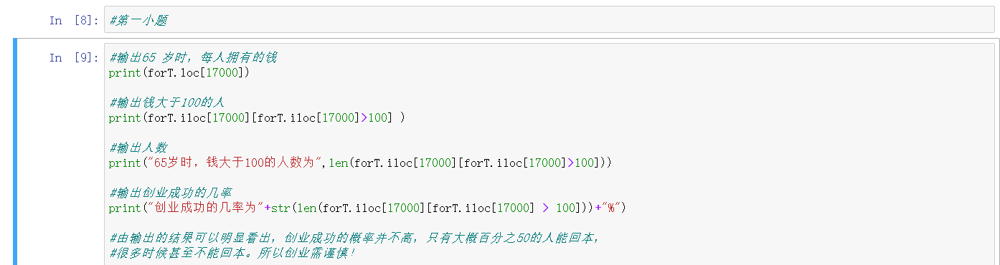 In [8]: #第一小题
In [9]: #输出65 岁时，每人拥有的钱
print(forT.loc[17000])
#输出钱大于100的人
print(forT.iloc[17000][forT.iloc[17000]>100] )
#输出人数
print("65岁时，钱大于100的人数为",len(forT.iloc[17000][forT.iloc[17000]>100]))
#输出创业成功的几率
print("创业成功的几率为"+str(len(forT.iloc[17000][forT.iloc[17000] > 100]))+"%")
#由输出的结果可以明显看出，创业成功的概率并不高，只有大概百分之50的人能回本，
#很多时候甚至不能回本。所以创业需谨慎！